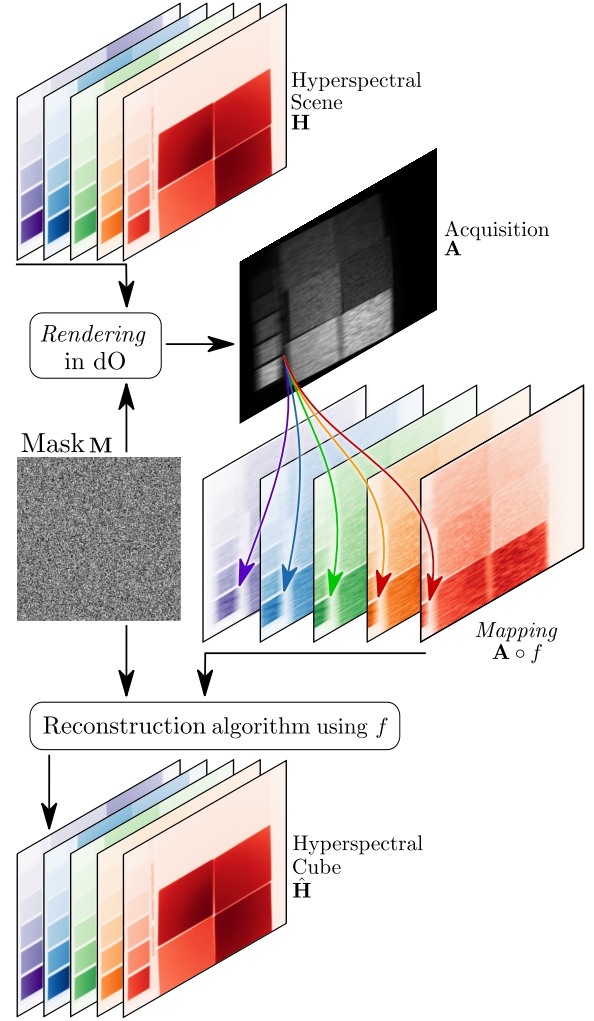 Hyperspectral
Scene
H
Acquisition
A
Rendering
in dO
Mask M
Mapping
A ∘ f
Reconstruction algorithm using f
Hyperspectral
Cube
Ĥ